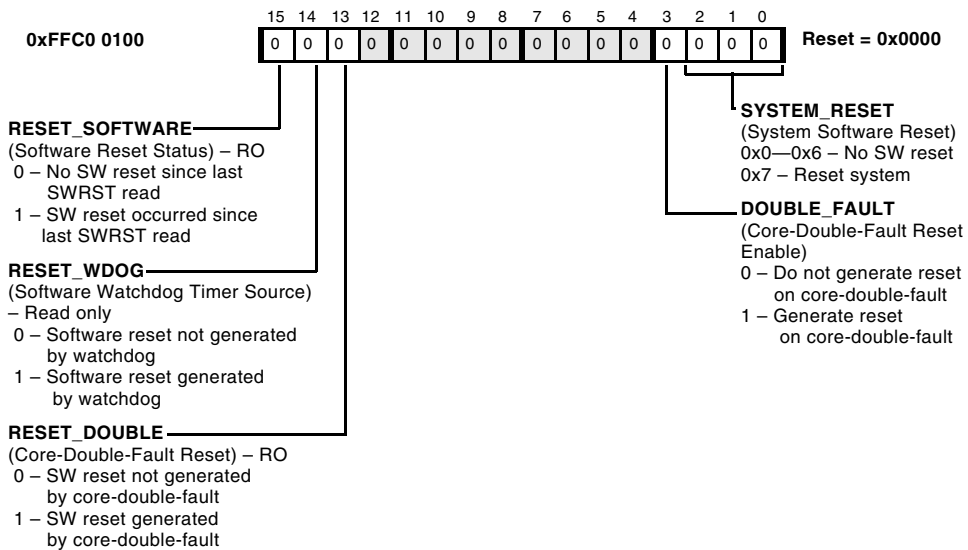 15 14 13 12 11 10 9 8 7 6 5 4 3 2 1 0
0xFFC0 0100
0 0 0 0 0 0 0 0 0 0 0 0 0 0 0 0
Reset = 0x0000
RESET_SOFTWARE
(Software Reset Status) – RO
0 – No SW reset since last
SWRST read
1 – SW reset occurred since
last SWRST read
RESET_WDOG
(Software Watchdog Timer Source)
– Read only
0 – Software reset not generated
by watchdog
1 – Software reset generated
by watchdog
RESET_DOUBLE
(Core-Double-Fault Reset) – RO
0 – SW reset not generated
by core-double-fault
1 – SW reset generated
by core-double-fault
SYSTEM_RESET
(System Software Reset)
0x0—0x6 – No SW reset
0x7 – Reset system
DOUBLE_FAULT
(Core-Double-Fault Reset
Enable)
0 – Do not generate reset
on core-double-fault
1 – Generate reset
on core-double-fault